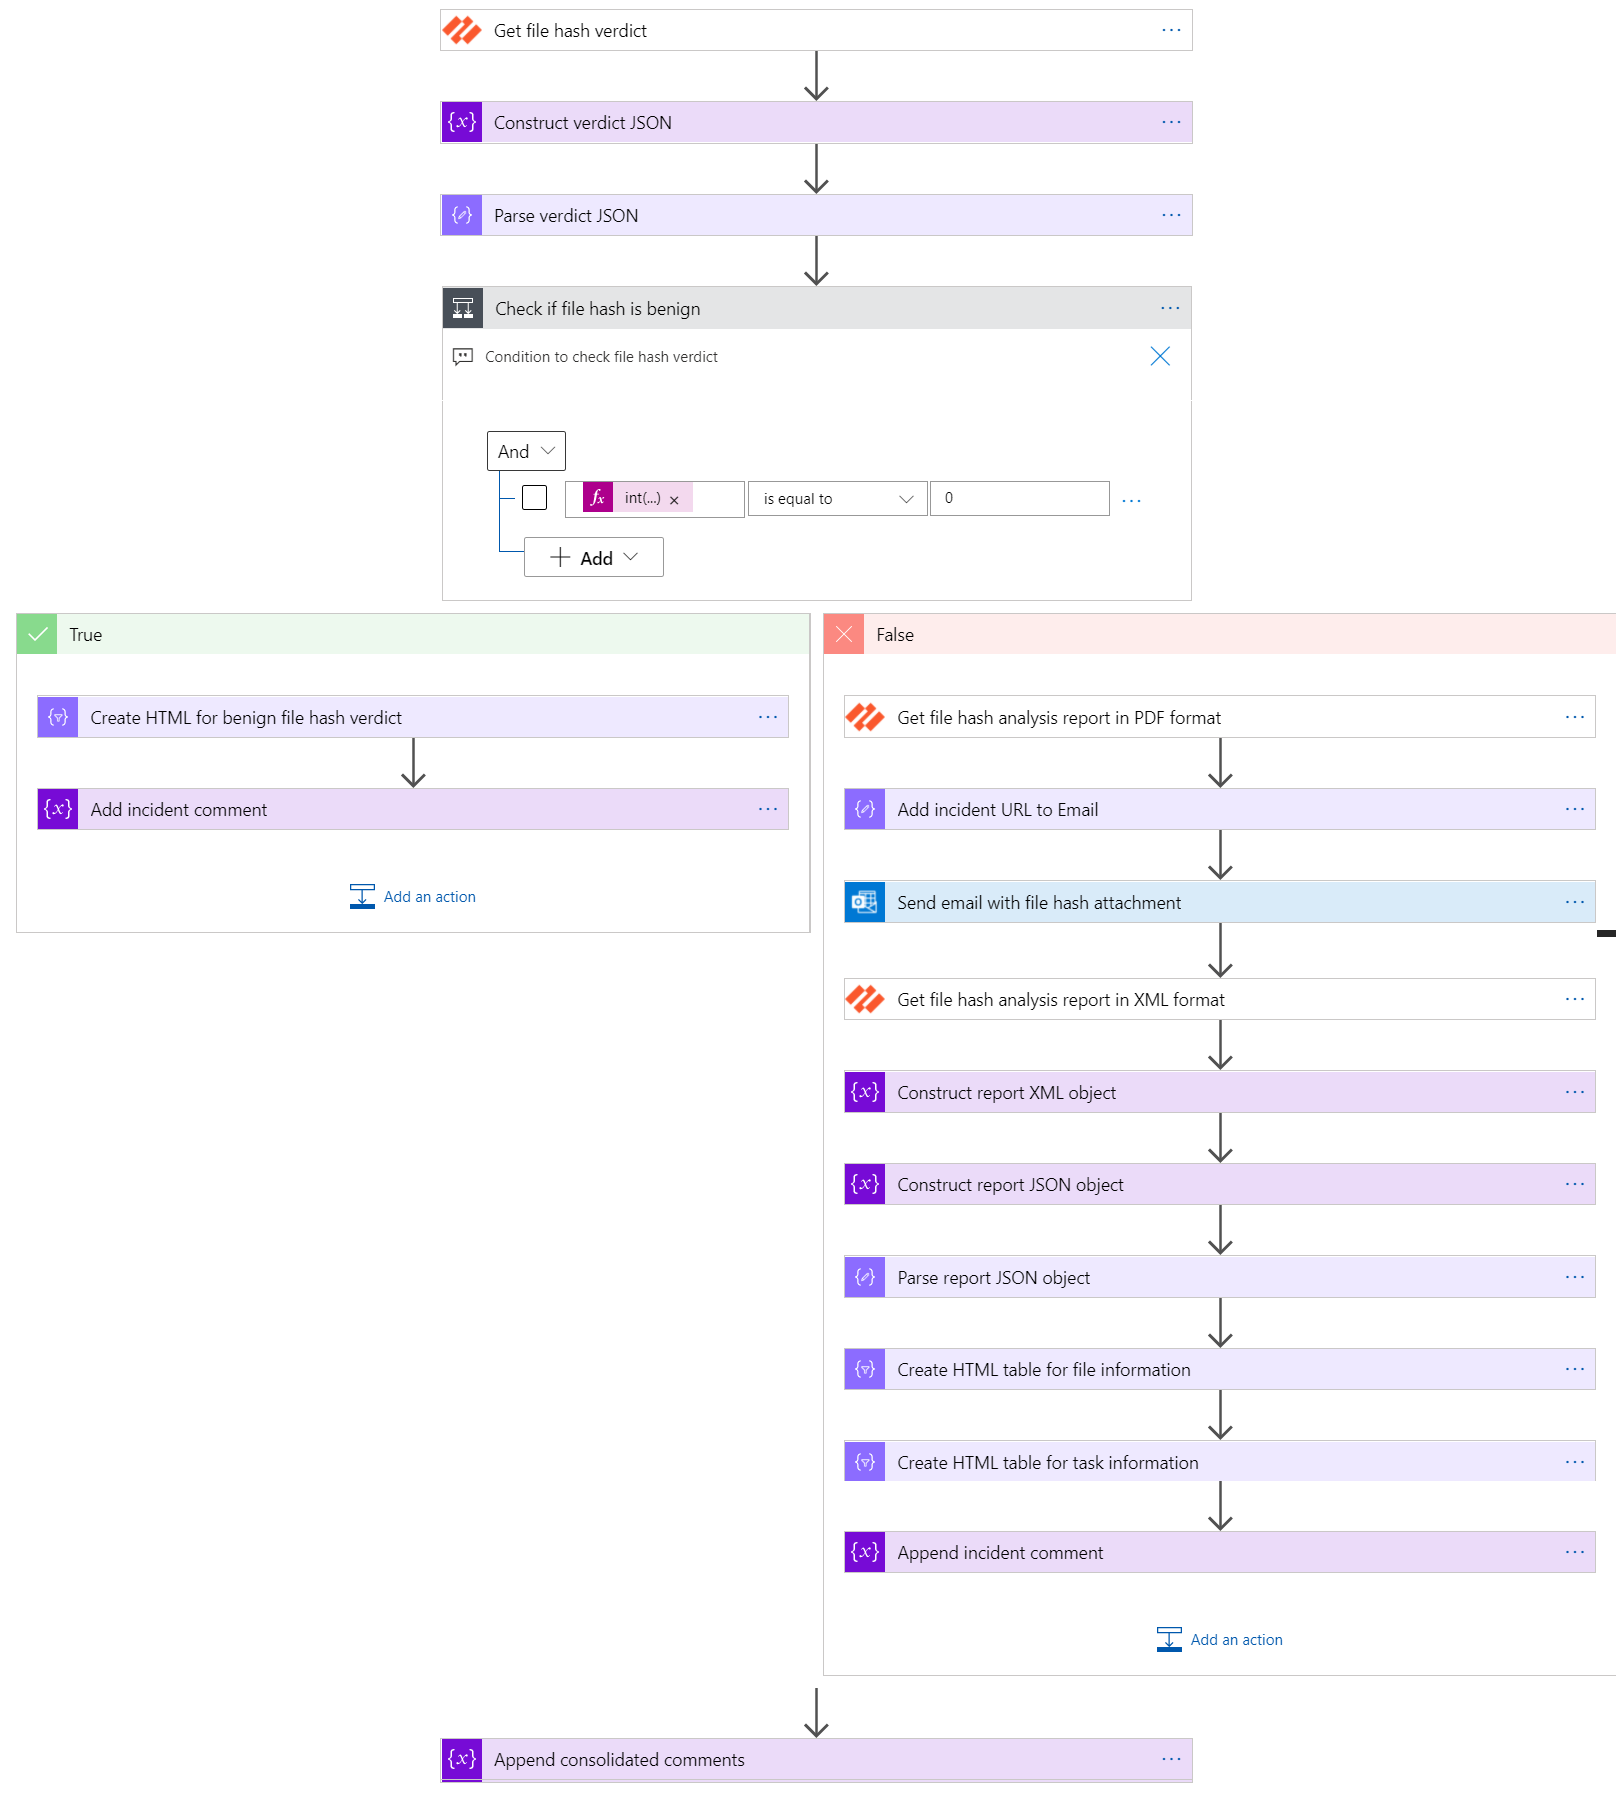 Get file hash verdict
{x} Construct verdict JSON
Parse verdict JSON
Check if file hash is benign
Condition to check file hash verdict
And
fx int(...) × is equal to 0
+ Add
True
Create HTML for benign file hash verdict
{x} Add incident comment
Add an action
False
Get file hash analysis report in PDF format
Add incident URL to Email
Send email with file hash attachment
Get file hash analysis report in XML format
{x} Construct report XML object
{x} Construct report JSON object
Parse report JSON object
Create HTML table for file information
Create HTML table for task information
{x} Append incident comment
Add an action
{x} Append consolidated comments